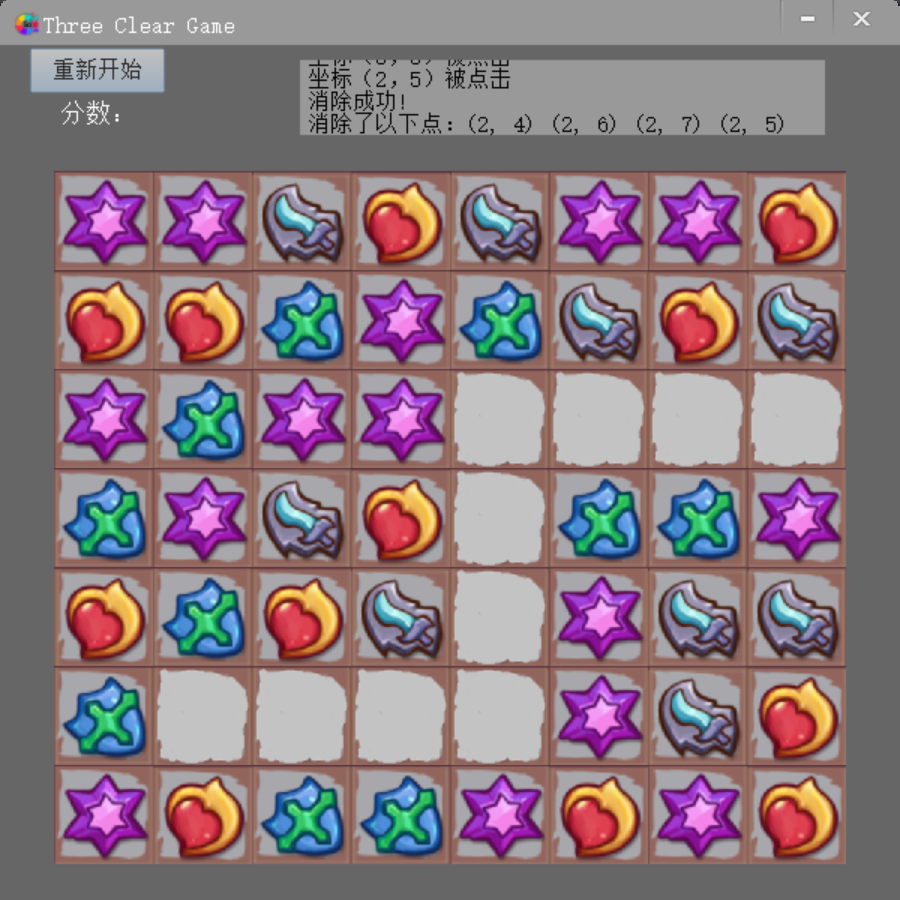 Three Clear Game
重新开始
分数：
坐标（2，5）被点击
消除成功！
消除了以下点：(2, 4) (2, 6) (2, 7) (2, 5)